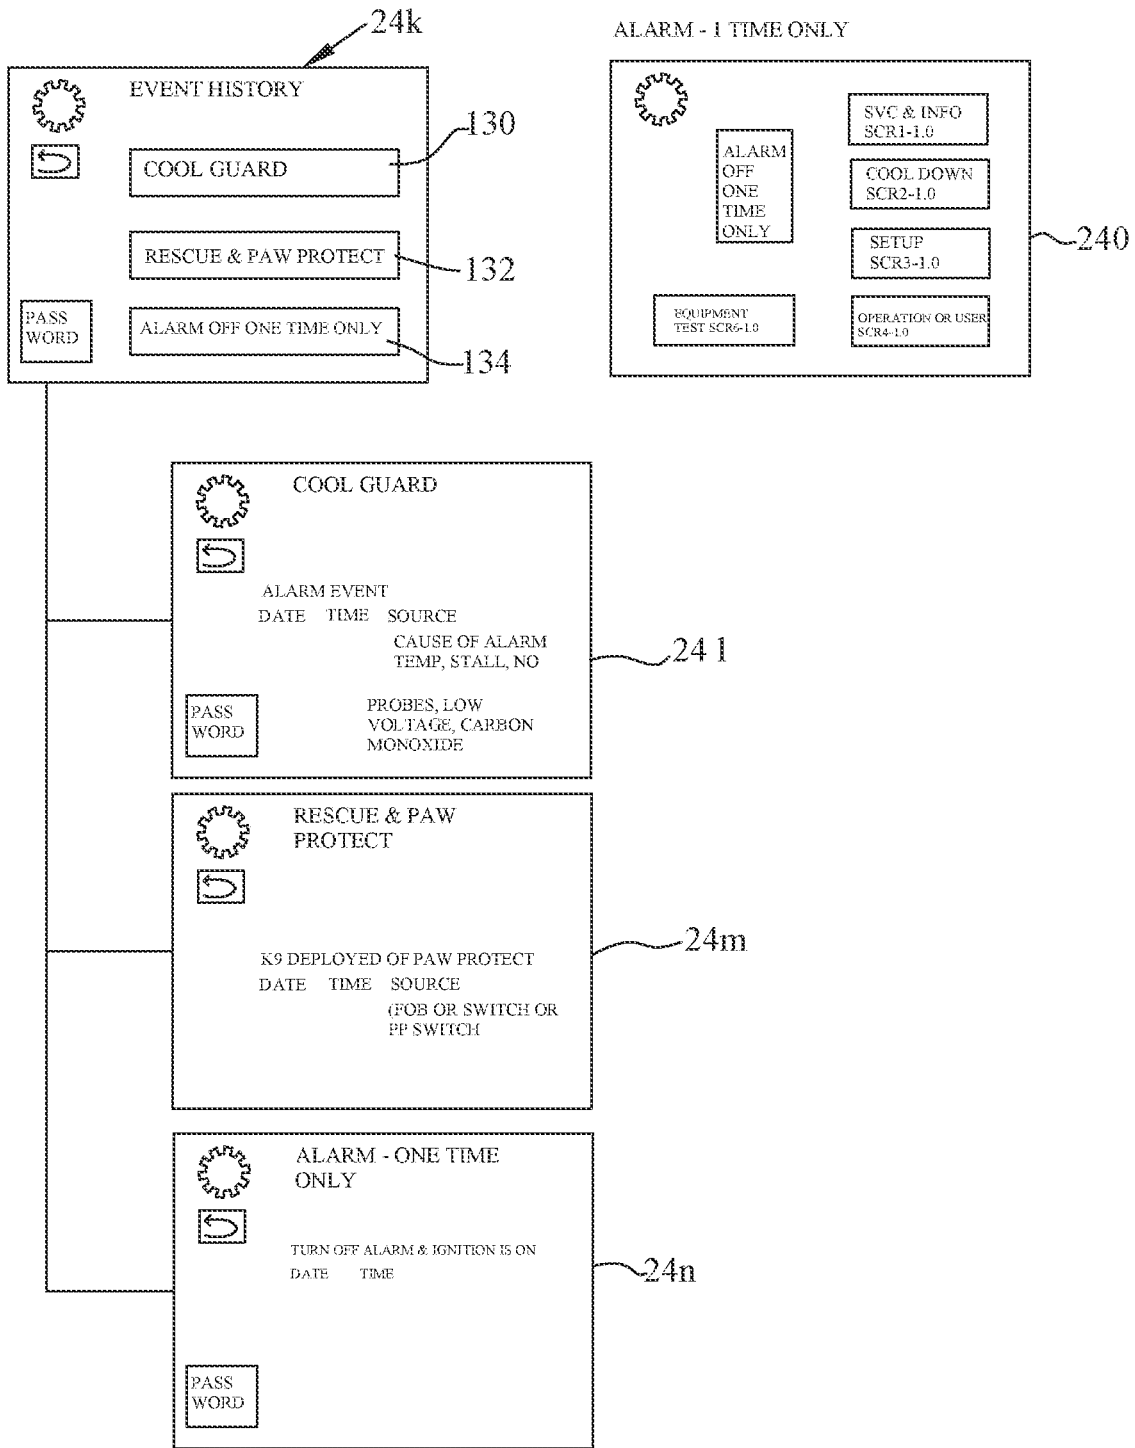 24k
EVENT HISTORY
COOL GUARD
130
RESCUE & PAW PROTECT
132
PASS
WORD
ALARM OFF ONE TIME ONLY
134
ALARM - 1 TIME ONLY
ALARM
OFF
ONE
TIME
ONLY
SVC & INFO
SCR1-1.0
COOL DOWN
SCR2-1.0
SETUP
SCR3-1.0
240
EQUIPMENT
TEST SCR6-1.0
OPERATION OR USER
SCR4-1.0
COOL GUARD
ALARM EVENT
DATE TIME SOURCE
CAUSE OF ALARM
TEMP, STALL, NO
24 1
PROBES, LOW
VOLTAGE, CARBON
MONOXIDE
PASS
WORD
RESCUE & PAW
PROTECT
24m
K9 DEPLOYED OF PAW PROTECT
DATE TIME SOURCE
(FOB OR SWITCH OR
PP SWITCH
ALARM - ONE TIME
ONLY
TURN OFF ALARM & IGNITION IS ON
DATE TIME
24n
PASS
WORD